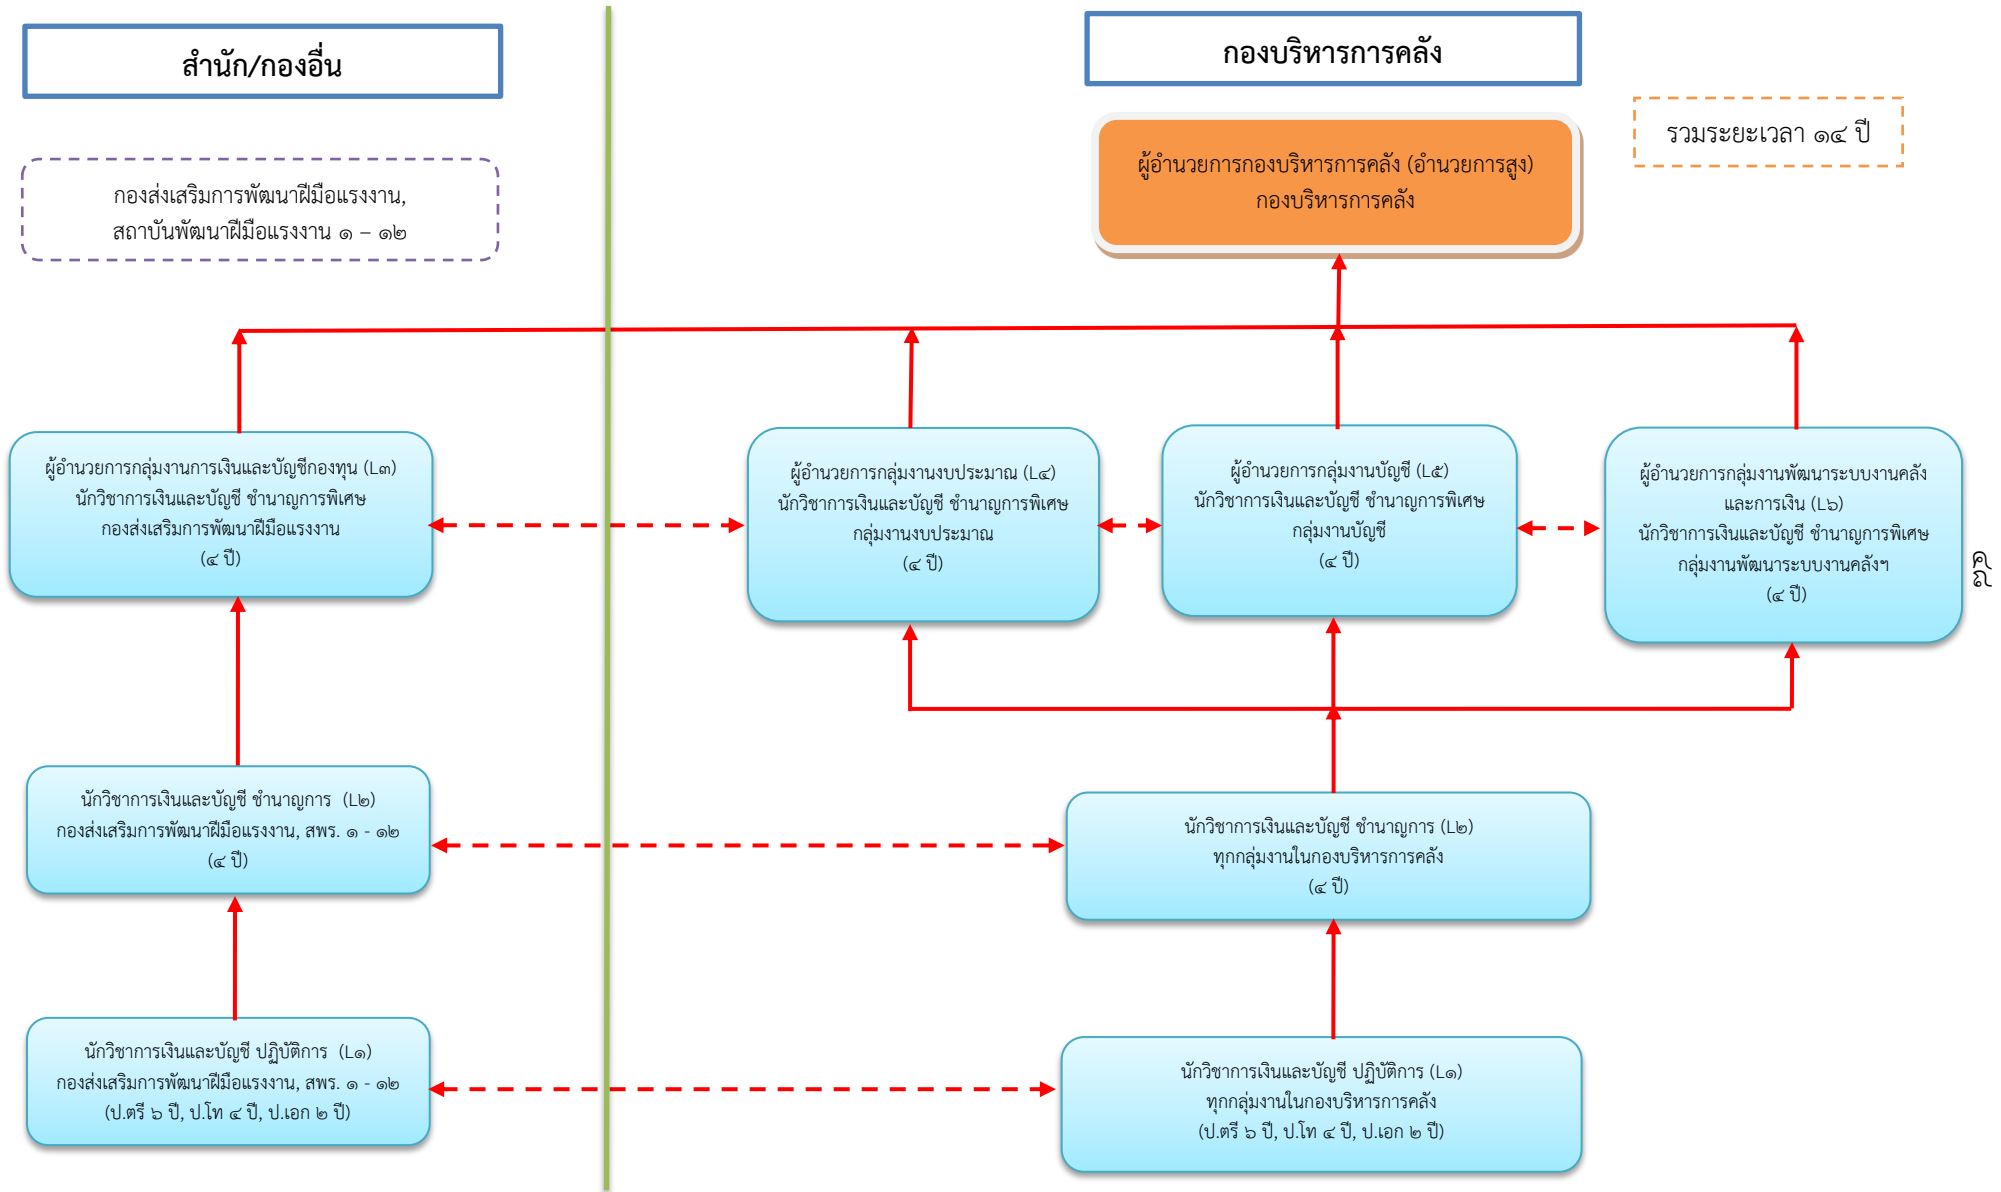 สำนัก/กองอื่น
กองบริหารการคลัง
รวมระยะเวลา ๑๔ ปี
กองส่งเสริมการพัฒนาฝีมือแรงงาน,
สถาบันพัฒนาฝีมือแรงงาน ๑ – ๑๒
ผู้อำนวยการกองบริหารการคลัง (อำนวยการสูง)
กองบริหารการคลัง
ผู้อำนวยการกลุ่มงานการเงินและบัญชีกองทุน (L๓)
นักวิชาการเงินและบัญชี ชำนาญการพิเศษ
กองส่งเสริมการพัฒนาฝีมือแรงงาน
(๔ ปี)
ผู้อำนวยการกลุ่มงานงบประมาณ (L๔)
นักวิชาการเงินและบัญชี ชำนาญการพิเศษ
กลุ่มงานงบประมาณ
(๔ ปี)
ผู้อำนวยการกลุ่มงานบัญชี (L๕)
นักวิชาการเงินและบัญชี ชำนาญการพิเศษ
กลุ่มงานบัญชี
(๔ ปี)
ผู้อำนวยการกลุ่มงานพัฒนาระบบงานคลัง
และการเงิน (L๖)
นักวิชาการเงินและบัญชี ชำนาญการพิเศษ
กลุ่มงานพัฒนาระบบงานคลังฯ
(๔ ปี)
นักวิชาการเงินและบัญชี ชำนาญการ (L๒)
กองส่งเสริมการพัฒนาฝีมือแรงงาน, สพร. ๑ - ๑๒
(๔ ปี)
นักวิชาการเงินและบัญชี ชำนาญการ (L๒)
ทุกกลุ่มงานในกองบริหารการคลัง
(๔ ปี)
นักวิชาการเงินและบัญชี ปฏิบัติการ (L๑)
กองส่งเสริมการพัฒนาฝีมือแรงงาน, สพร. ๑ - ๑๒
(ป.ตรี ๖ ปี, ป.โท ๔ ปี, ป.เอก ๒ ปี)
นักวิชาการเงินและบัญชี ปฏิบัติการ (L๑)
ทุกกลุ่มงานในกองบริหารการคลัง
(ป.ตรี ๖ ปี, ป.โท ๔ ปี, ป.เอก ๒ ปี)